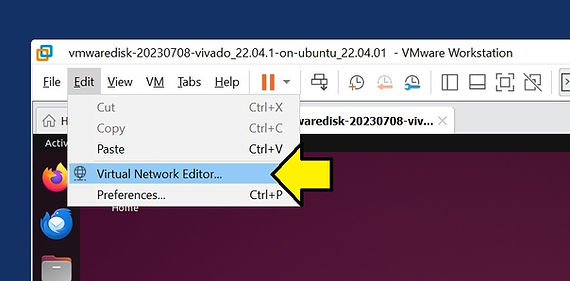 vmwaredisk-20230708-vivado_22.04.1-on-ubuntu_22.04.01 - VMware Workstation
File Edit View VM Tabs Help
Cut Ctrl+X
H
waredisk-20230708-viv...
Copy Ctrl+C
Activ
Paste Ctrl+V
Virtual Network Editor...
Preferences... Ctrl+P
Home